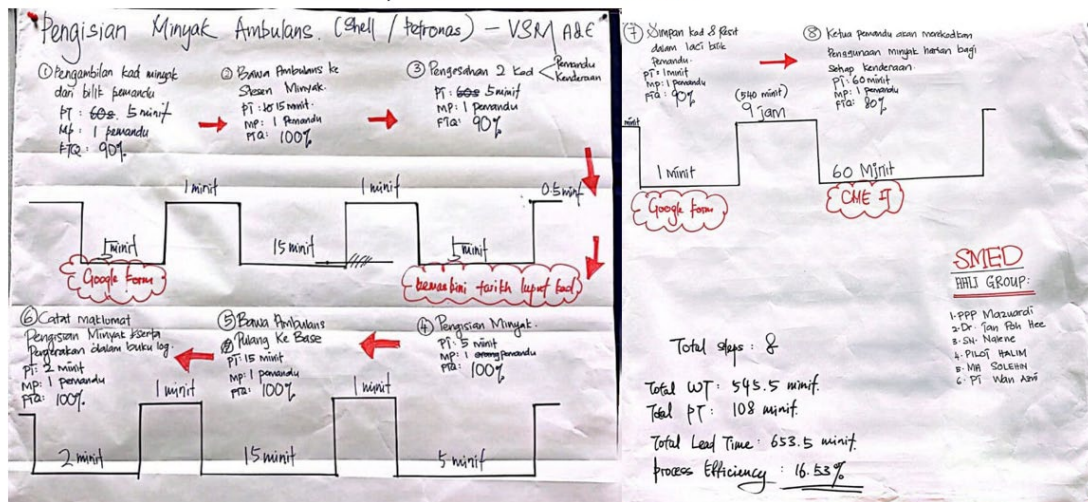 Pengisian Minyak Ambulans. (Shell / Petronas) – VSM A&E
① Pengambilan kad minyak
dari bilik pemandu
PT : 60s. 5 minit
MP : 1 pemandu
FTQ : 90%
② Bawa Ambulans ke
Stesen Minyak.
PT : 15 minit.
MP : 1 Pemandu
FTQ : 100%
③ Pengesahan 2 kad < Pemandu
Kenderaan
PT : 60s 5 minit
MP : 1 pemandu
FTQ : 90%
1 minit
1 minit
0.5 minit
5 minit
15 minit
5 minit
Google Form
kemaskini tarikh luput kad
⑥ Catat maklumat
Pengisian Minyak serta
Pergerakan dalam buku log.
PT : 2 minit
MP : 1 pemandu
FTQ : 100%
⑤ Bawa Ambulans
Pulang Ke Base
PT : 15 minit
MP : 1 pemandu
FTQ : 100%
④ Pengisian Minyak.
PT : 5 minit
MP : 1 orang pemandu
FTQ : 100%
1 minit
1 minit
2 minit
15 minit
5 minit
⑦ Simpan kad & Resit
dalam laci bilik
Pemandu.
PT : 1 minit
MP : 1 pemandu
FTQ : 90%
⑧ Ketua pemandu akan merekodkan
Penggunaan minyak harian bagi
Setiap kenderaan.
PT : 60 minit
MP : 1 pemandu
FTQ : 80%
(540 minit)
9 jam
minit
1 Minit
60 Minit
Google Form
CME IT
SMED
AHLI GROUP:
1. PPP Mazuardi
2. Dr. Tan Poh Hee
3. SN. Nalene
4. PILOT HALIM
5. MA SOLEHIN
6. PT Wan Azni
Total steps : 8
Total WT : 545.5 minit.
Total PT : 108 minit.
Total Lead Time : 653.5 minit.
Process Efficiency : 16.53%